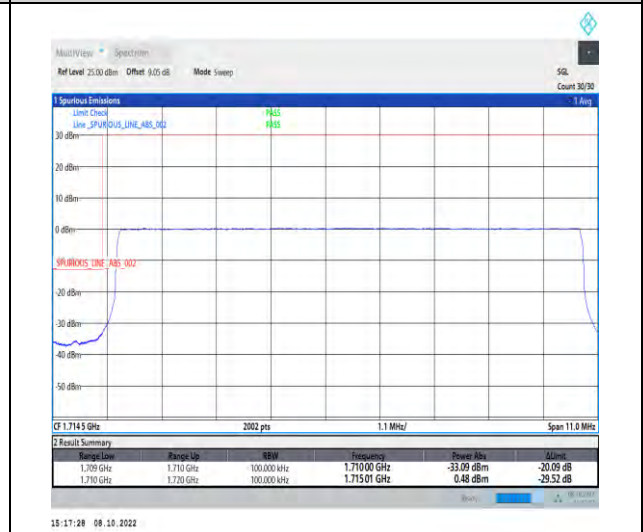 MultiView Spectrum
Ref Level 25.00 dBm Offset 9.05 dB Mode Sweep SGL
Count 30/30
1 Spurious Emissions 1 Avg
Limit Check PASS
Line _SPURIOUS_LINE_ABS_002 PASS
30 dBm
20 dBm
10 dBm
0 dBm
SPURIOUS_LINE_ABS_002
-20 dBm
-30 dBm
-40 dBm
-50 dBm
CF 1.7145 GHz 2002 pts 1.1 MHz/ Span 11.0 MHz
2 Result Summary
Range Low Range Up RBW Frequency Power Abs ΔLimit
1.709 GHz 1.710 GHz 100.000 kHz 1.71000 GHz -33.09 dBm -20.09 dB
1.710 GHz 1.720 GHz 100.000 kHz 1.71501 GHz 0.48 dBm -29.52 dB
Ready
15:17:28 08.10.2022